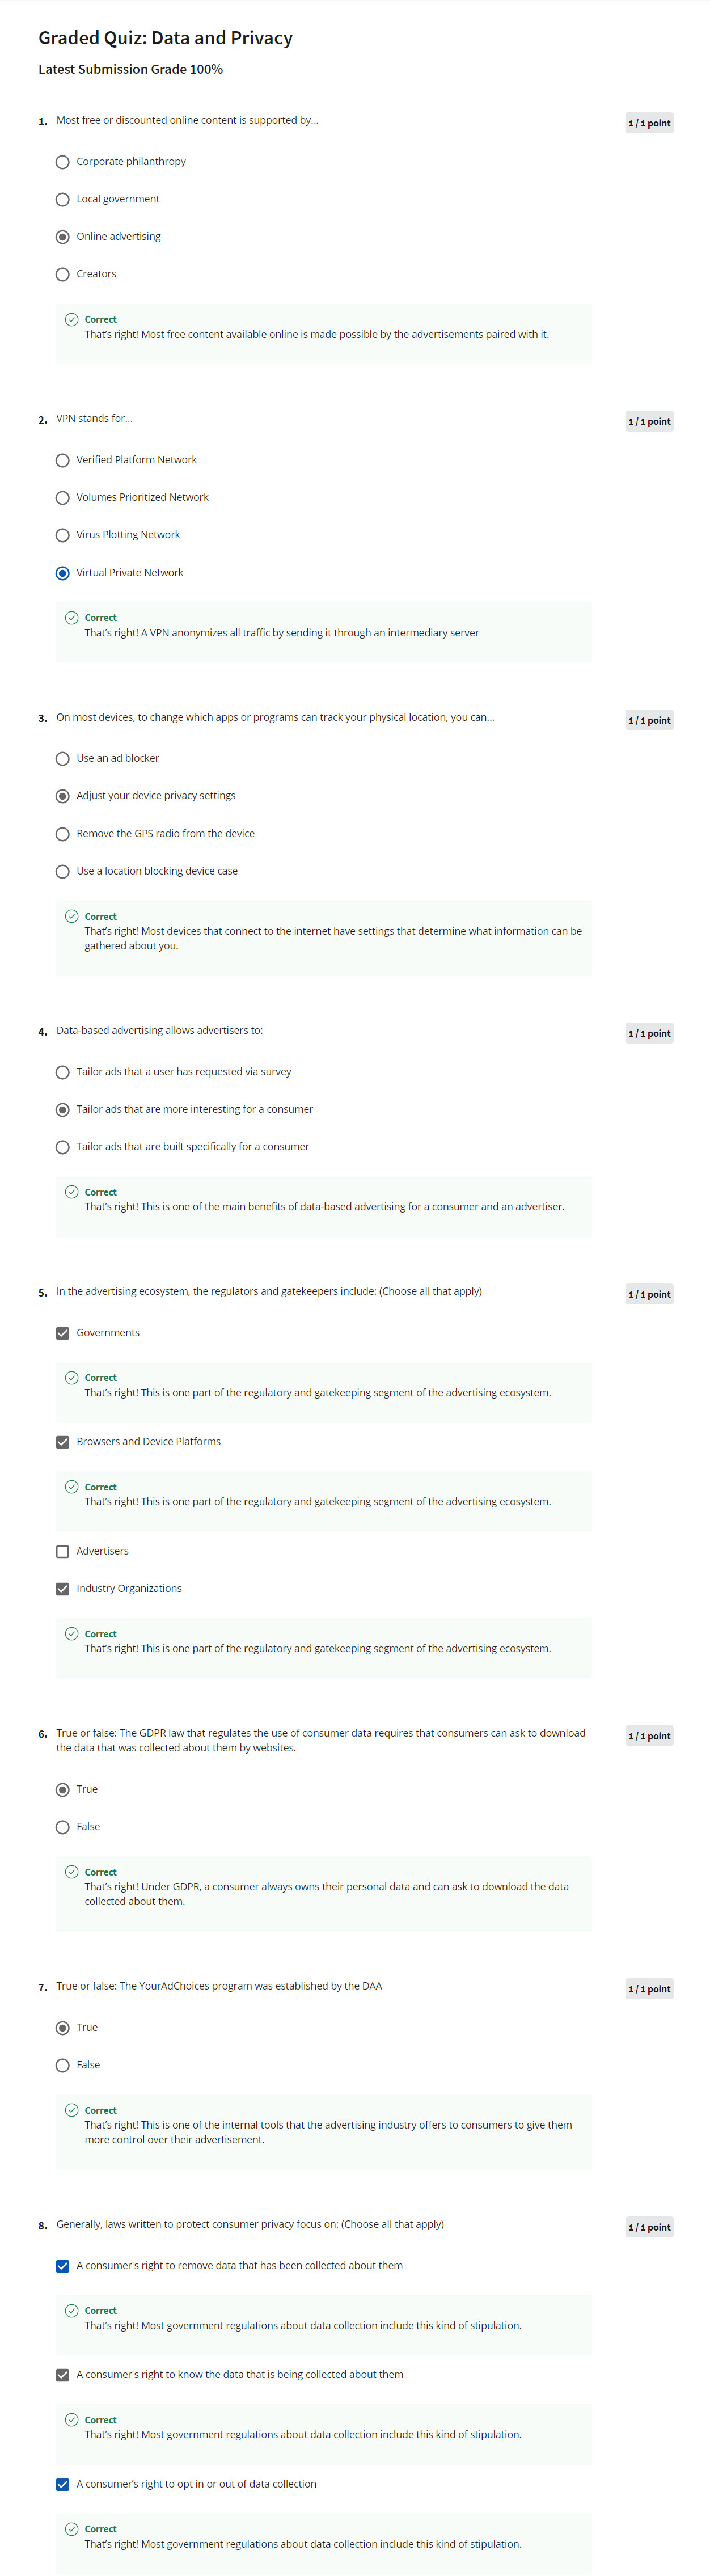 Graded Quiz: Data and Privacy
Latest Submission Grade 100%
1. Most free or discounted online content is supported by...
1 / 1 point
Corporate philanthropy
Local government
Online advertising
Creators
Correct
That's right! Most free content available online is made possible by the advertisements paired with it.
2. VPN stands for...
1 / 1 point
Verified Platform Network
Volumes Prioritized Network
Virus Plotting Network
Virtual Private Network
Correct
That's right! A VPN anonymizes all traffic by sending it through an intermediary server
3. On most devices, to change which apps or programs can track your physical location, you can...
1 / 1 point
Use an ad blocker
Adjust your device privacy settings
Remove the GPS radio from the device
Use a location blocking device case
Correct
That's right! Most devices that connect to the internet have settings that determine what information can be
gathered about you.
4. Data-based advertising allows advertisers to:
1 / 1 point
Tailor ads that a user has requested via survey
Tailor ads that are more interesting for a consumer
Tailor ads that are built specifically for a consumer
Correct
That's right! This is one of the main benefits of data-based advertising for a consumer and an advertiser.
5. In the advertising ecosystem, the regulators and gatekeepers include: (Choose all that apply)
1 / 1 point
Governments
Correct
That's right! This is one part of the regulatory and gatekeeping segment of the advertising ecosystem.
Browsers and Device Platforms
Correct
That's right! This is one part of the regulatory and gatekeeping segment of the advertising ecosystem.
Advertisers
Industry Organizations
Correct
That's right! This is one part of the regulatory and gatekeeping segment of the advertising ecosystem.
6. True or false: The GDPR law that regulates the use of consumer data requires that consumers can ask to download
the data that was collected about them by websites.
1 / 1 point
True
False
Correct
That's right! Under GDPR, a consumer always owns their personal data and can ask to download the data
collected about them.
7. True or false: The YourAdChoices program was established by the DAA
1 / 1 point
True
False
Correct
That's right! This is one of the internal tools that the advertising industry offers to consumers to give them
more control over their advertisement.
8. Generally, laws written to protect consumer privacy focus on: (Choose all that apply)
1 / 1 point
A consumer's right to remove data that has been collected about them
Correct
That's right! Most government regulations about data collection include this kind of stipulation.
A consumer's right to know the data that is being collected about them
Correct
That's right! Most government regulations about data collection include this kind of stipulation.
A consumer's right to opt in or out of data collection
Correct
That's right! Most government regulations about data collection include this kind of stipulation.